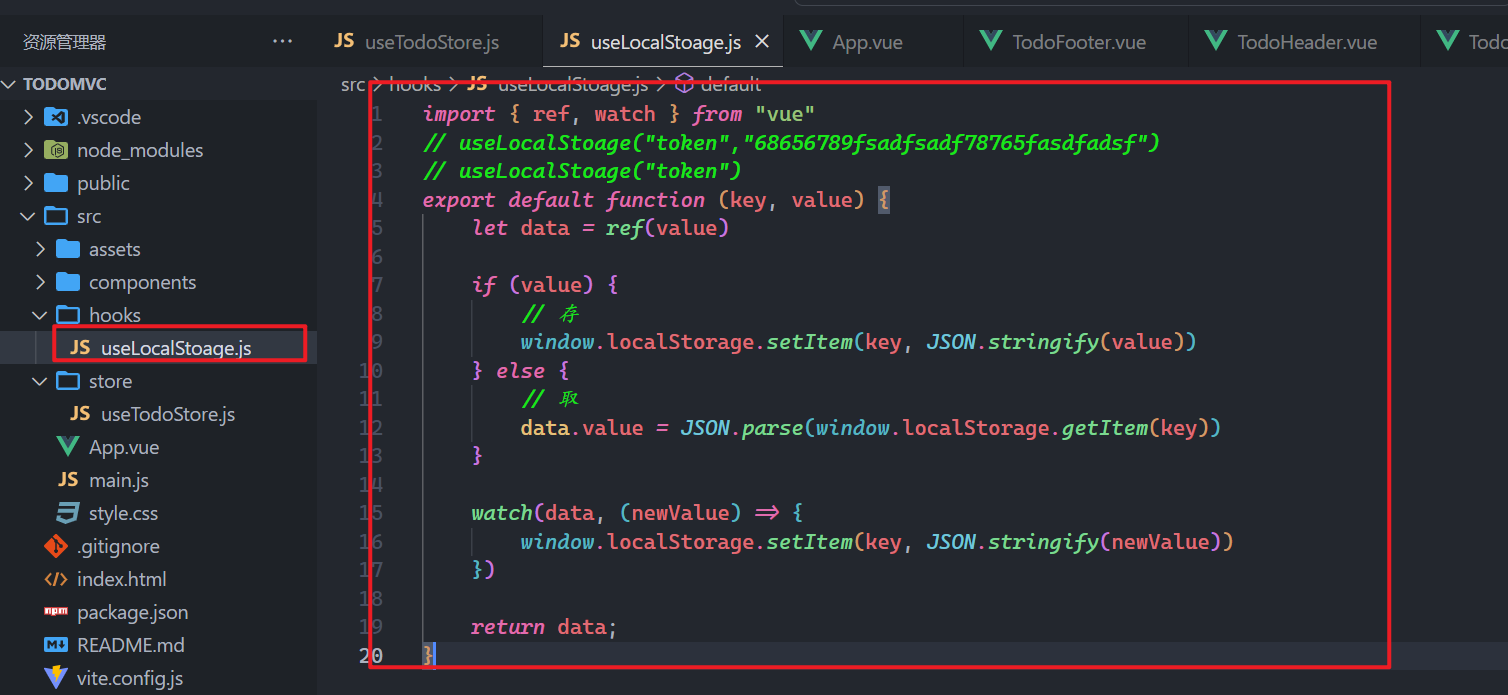 资源管理器
···
JS useTodoStore.js
JS useLocalStoage.js
App.vue
TodoFooter.vue
TodoHeader.vue
Todo
TODOMVC
.vscode
node_modules
public
src
assets
components
hooks
JS useLocalStoage.js
store
JS useTodoStore.js
App.vue
JS main.js
style.css
.gitignore
index.html
package.json
README.md
vite.config.js
src > hooks > JS useLocalStoage.js > default
1 import { ref, watch } from "vue"
2 // useLocalStoage("token","68656789fsadfsadf78765fasdfadsf")
3 // useLocalStoage("token")
4 export default function (key, value) {
5 let data = ref(value)
6
7 if (value) {
8 // 存
9 window.localStorage.setItem(key, JSON.stringify(value))
10 } else {
11 // 取
12 data.value = JSON.parse(window.localStorage.getItem(key))
13 }
14
15 watch(data, (newValue) => {
16 window.localStorage.setItem(key, JSON.stringify(newValue))
17 })
18
19 return data;
20 }